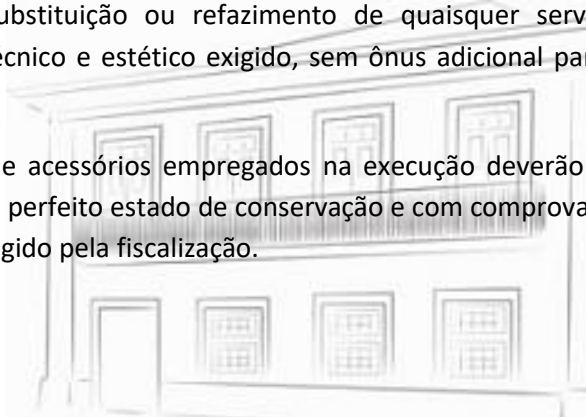 ubstituição ou refazimento de quaisquer serv
écnico e estético exigido, sem ônus adicional par
e acessórios empregados na execução deverão
perfeito estado de conservação e com comprova
gido pela fiscalização.